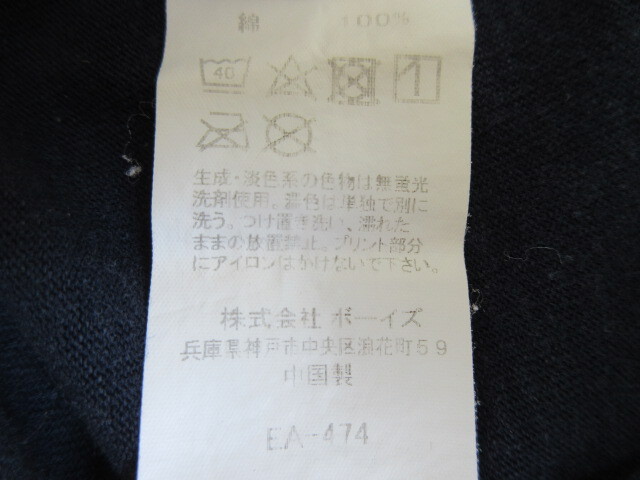 綿 100%
40
生成・淡色系の色物は無蛍光
洗剤使用。濃色は単独で別に
洗う。つけ置き洗い、濡れた
ままの放置禁止。プリント部分
にアイロンはかけないで下さい。
株式会社 ボーイズ
兵庫県神戸市中央区浪花町59
中国製
EA-474